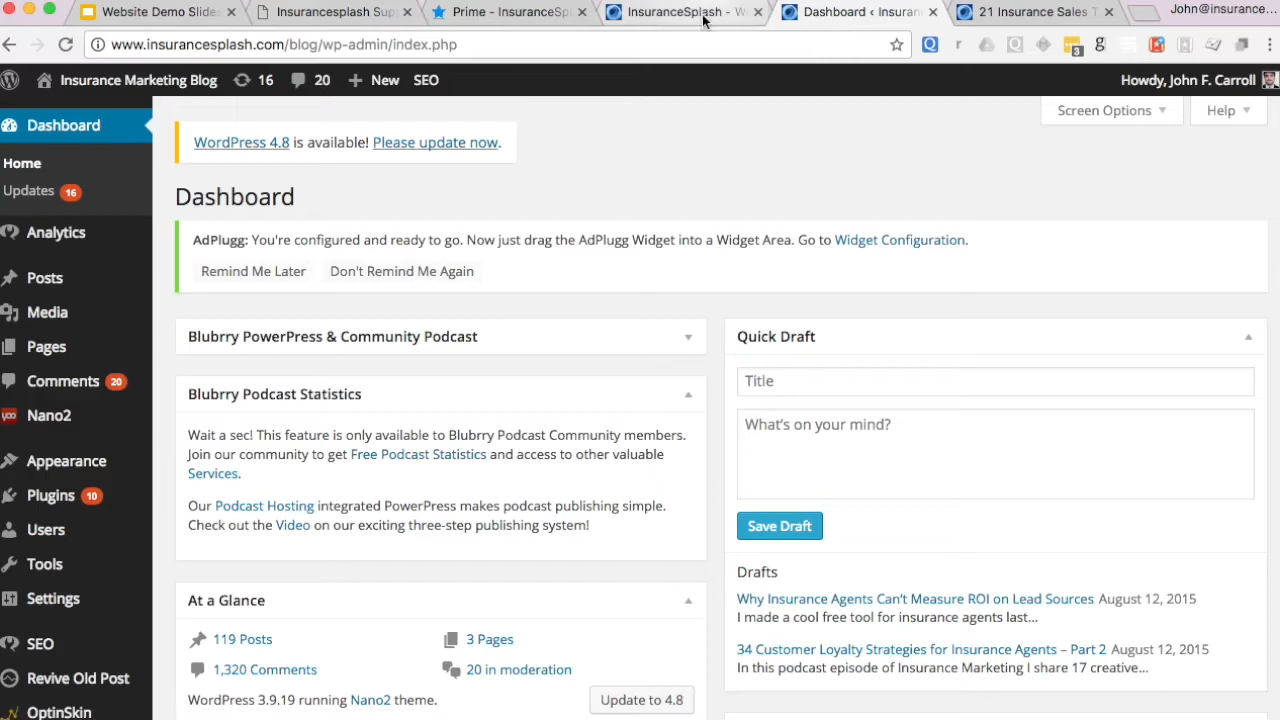 Website Demo Slides
Insurancesplash Sup
Prime - InsuranceSp
InsuranceSplash - W
Dashboard ‹ Insuran
21 Insurance Sales T
John@insurance...
www.insurancesplash.com/blog/wp-admin/index.php
Insurance Marketing Blog
16
20
New
SEO
Howdy, John F. Carroll
Dashboard
Home
Updates 16
Analytics
Posts
Media
Pages
Comments 20
Nano2
Appearance
Plugins 10
Users
Tools
Settings
SEO
Revive Old Post
OptinSkin
Screen Options
Help
WordPress 4.8 is available! Please update now.
Dashboard
AdPlugg: You're configured and ready to go. Now just drag the AdPlugg Widget into a Widget Area. Go to Widget Configuration.
Remind Me Later
Don't Remind Me Again
Blubrry PowerPress & Community Podcast
Blubrry Podcast Statistics
Wait a sec! This feature is only available to Blubrry Podcast Community members.
Join our community to get Free Podcast Statistics and access to other valuable
Services.
Our Podcast Hosting integrated PowerPress makes podcast publishing simple.
Check out the Video on our exciting three-step publishing system!
At a Glance
119 Posts
3 Pages
1,320 Comments
20 in moderation
WordPress 3.9.19 running Nano2 theme.
Update to 4.8
Quick Draft
Title
What's on your mind?
Save Draft
Drafts
Why Insurance Agents Can't Measure ROI on Lead Sources August 12, 2015
I made a cool free tool for insurance agents last...
34 Customer Loyalty Strategies for Insurance Agents – Part 2 August 12, 2015
In this podcast episode of Insurance Marketing I share 17 creative...